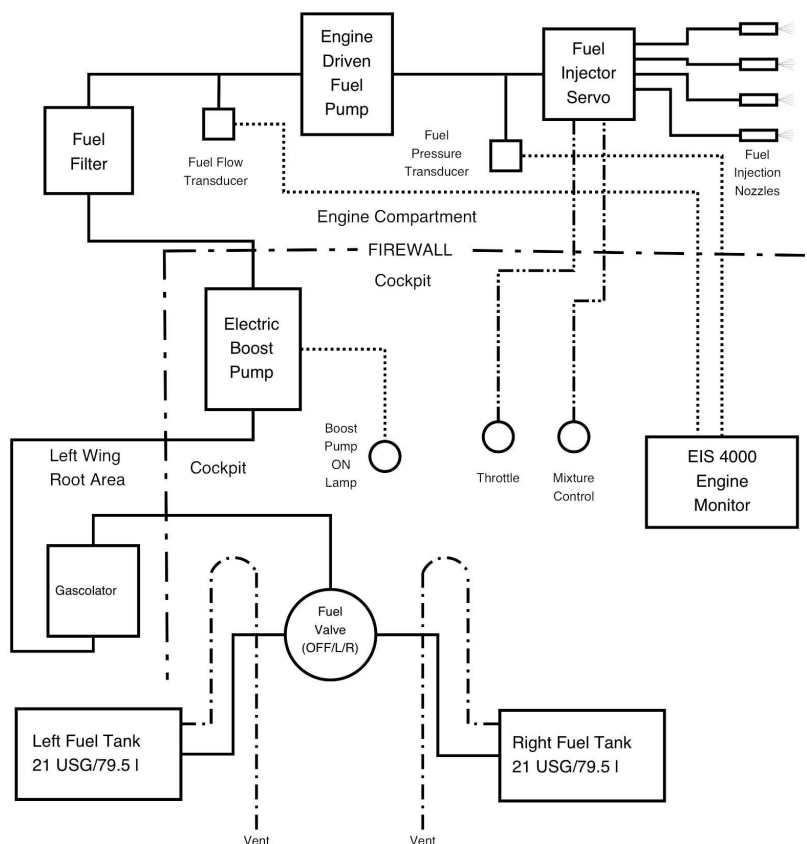 Engine
Driven
Fuel
Pump
Fuel
Injector
Servo
Fuel
Filter
Fuel Flow
Transducer
Fuel
Pressure
Transducer
Fuel
Injection
Nozzles
Engine Compartment
FIREWALL
Cockpit
Electric
Boost
Pump
Boost
Pump
ON
Lamp
Throttle
Mixture
Control
EIS 4000
Engine
Monitor
Left Wing
Root Area
Cockpit
Gascolator
Fuel
Valve
(OFF/L/R)
Left Fuel Tank
21 USG/79.5 l
Right Fuel Tank
21 USG/79.5 l
Vent
Vent